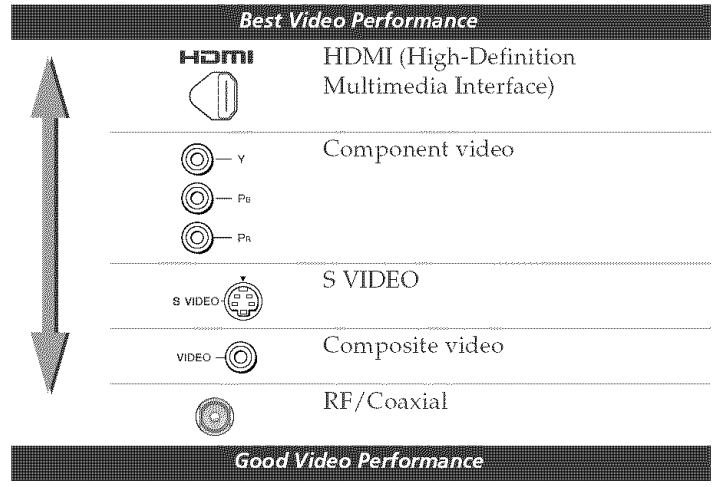 Best Video Performance
HDMI
HDMI (High-Definition
Multimedia Interface)
Component video
Y
PB
PR
S VIDEO
S VIDEO
Composite video
VIDEO
RF/Coaxial
Good Video Performance